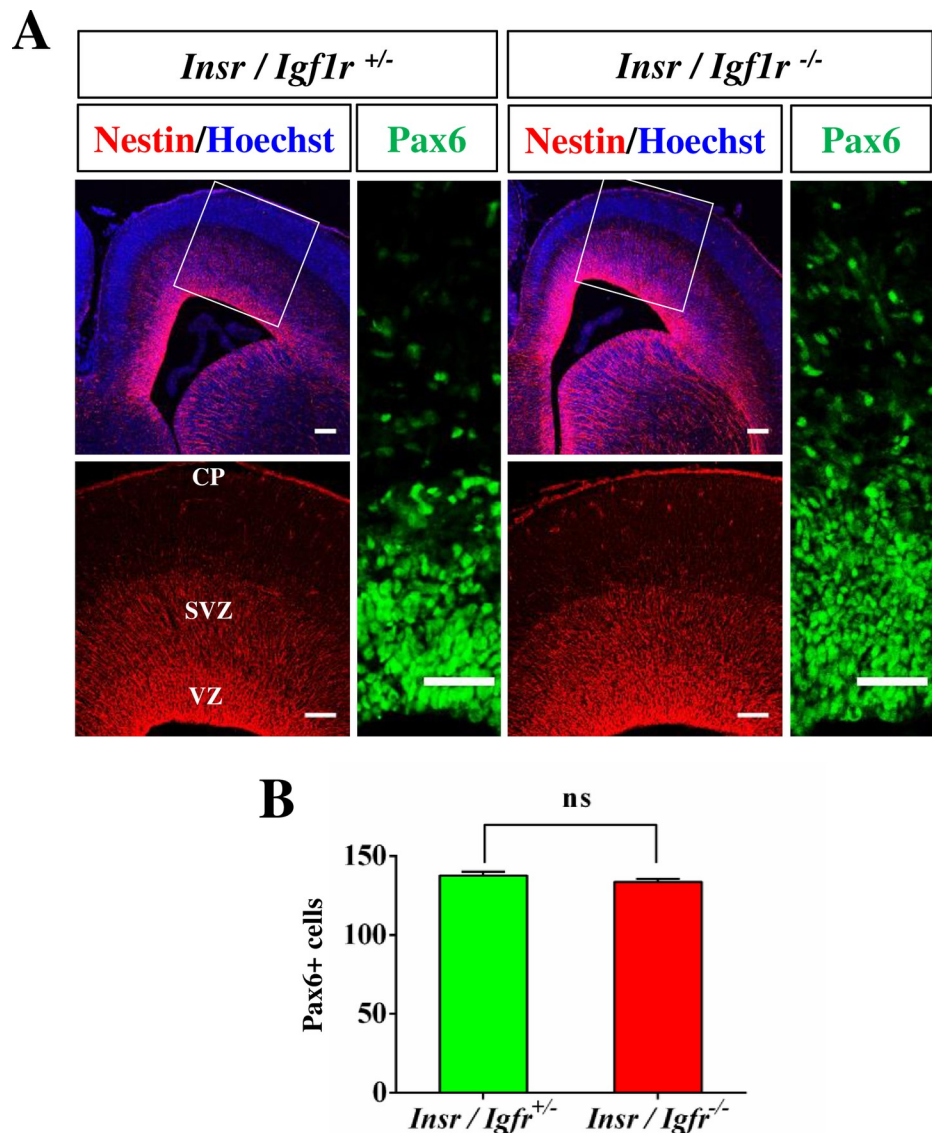 A
Insr / Igf1r +/-
Insr / Igf1r -/-
Nestin/Hoechst
Pax6
Nestin/Hoechst
Pax6
CP
SVZ
VZ
B
ns
150
100
50
0
Pax6+ cells
Insr / Igfr+/-
Insr / Igfr-/-